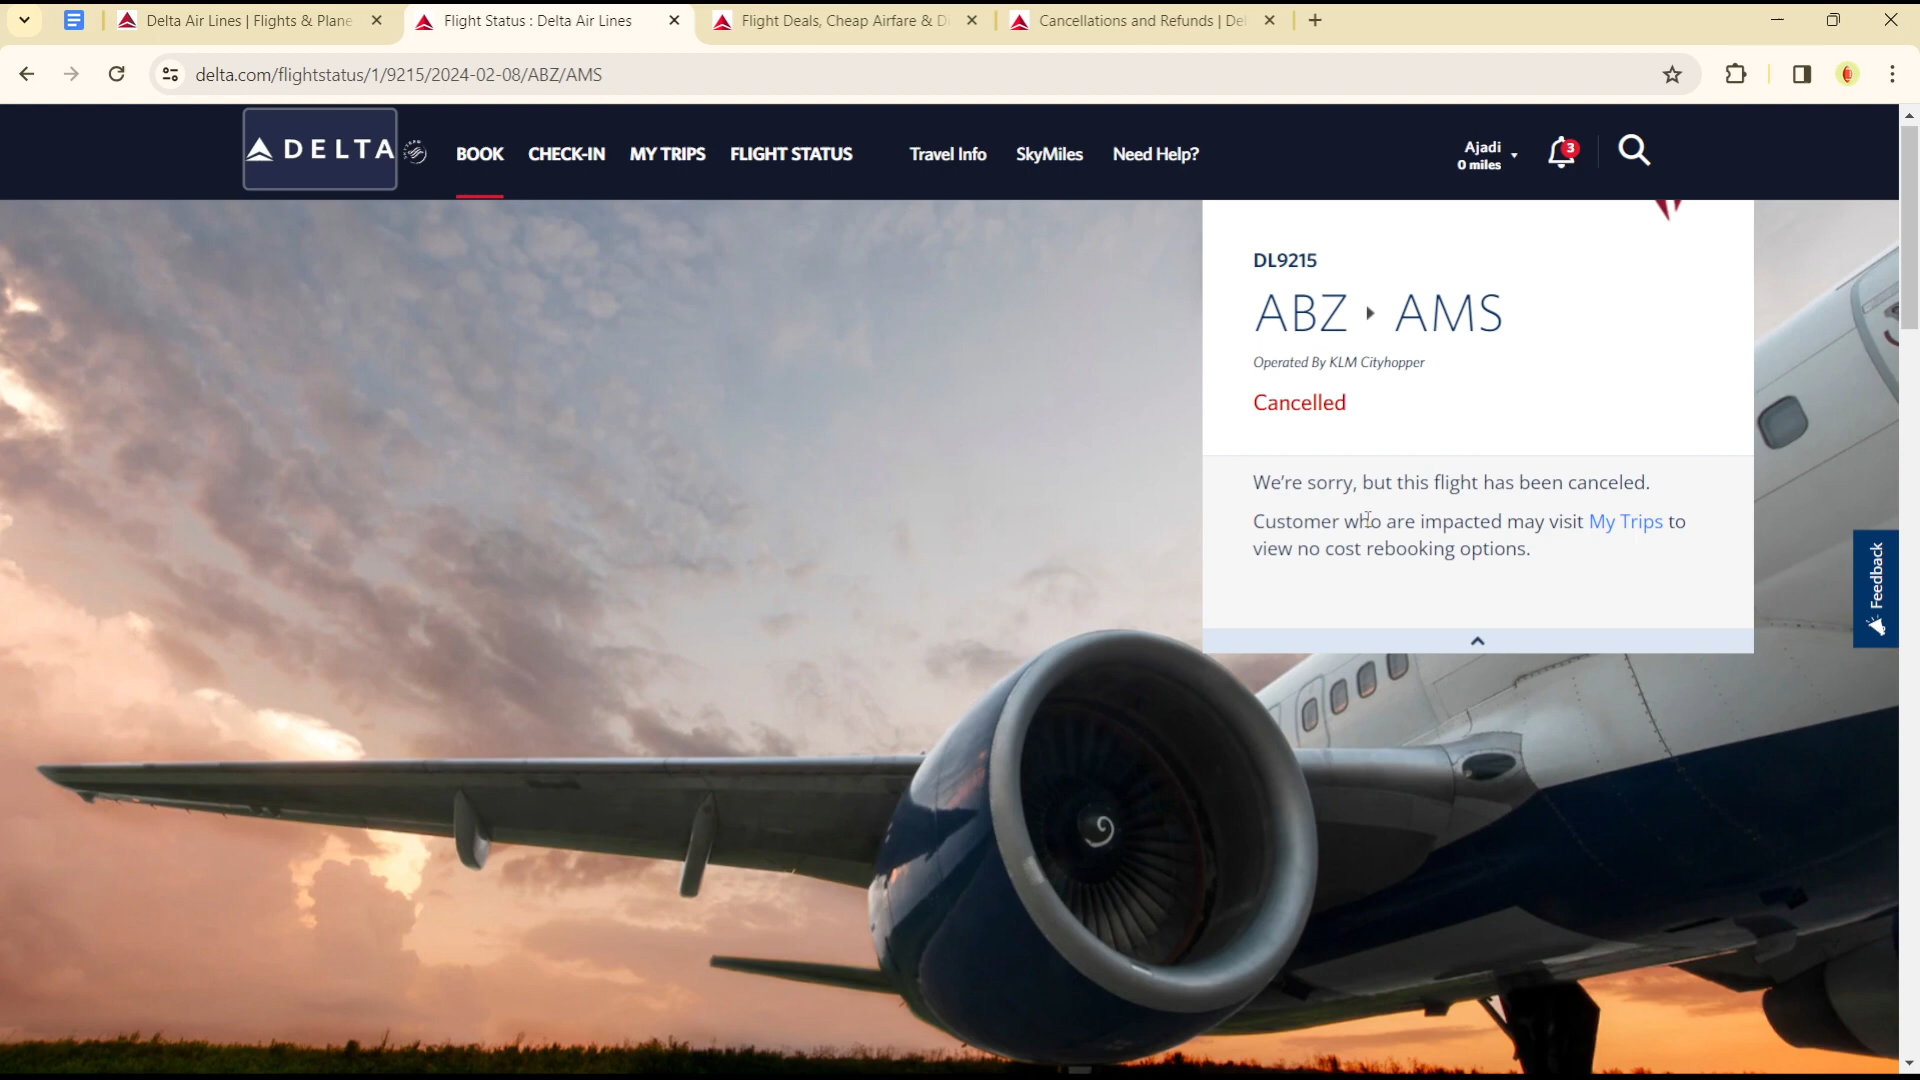 Delta Air Lines | Flights & Plane
Flight Status : Delta Air Lines
Flight Deals, Cheap Airfare & D
Cancellations and Refunds | Del
delta.com/flightstatus/1/9215/2024-02-08/ABZ/AMS
DELTA
BOOK
CHECK-IN
MY TRIPS
FLIGHT STATUS
Travel Info
SkyMiles
Need Help?
Ajadi
0 miles
3
DL9215
ABZ AMS
Operated By KLM Cityhopper
Cancelled
We're sorry, but this flight has been canceled.
Customer who are impacted may visit My Trips to
view no cost rebooking options.
Feedback